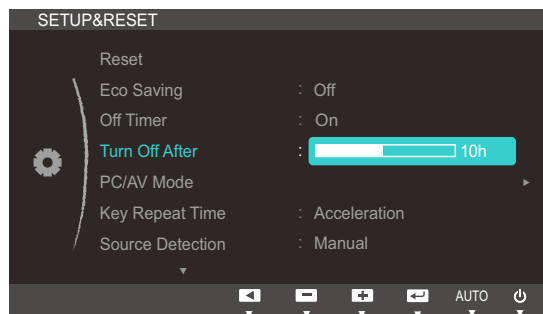 SETUP&RESET
Reset
Eco Saving : Off
Off Timer : On
Turn Off After : 10h
PC/AV Mode
Key Repeat Time : Acceleration
Source Detection : Manual
AUTO